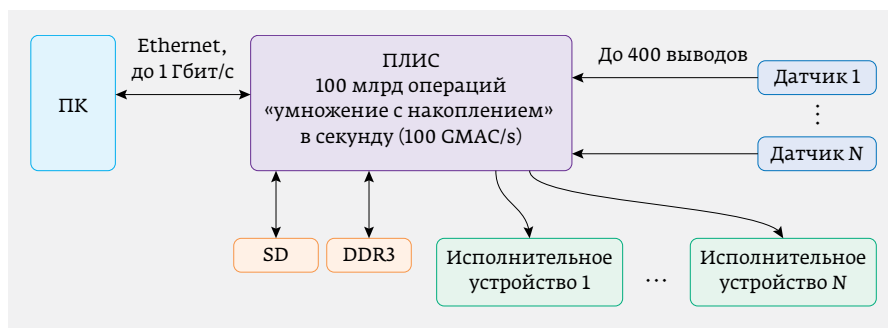 Ethernet,
до 1 Гбит/с
ПК
ПЛИС
100 млрд операций
«умножение с накоплением»
в секунду (100 GMAC/s)
До 400 выводов
Датчик 1
⋮
Датчик N
SD
DDR3
Исполнительное
устройство 1
...
Исполнительное
устройство N